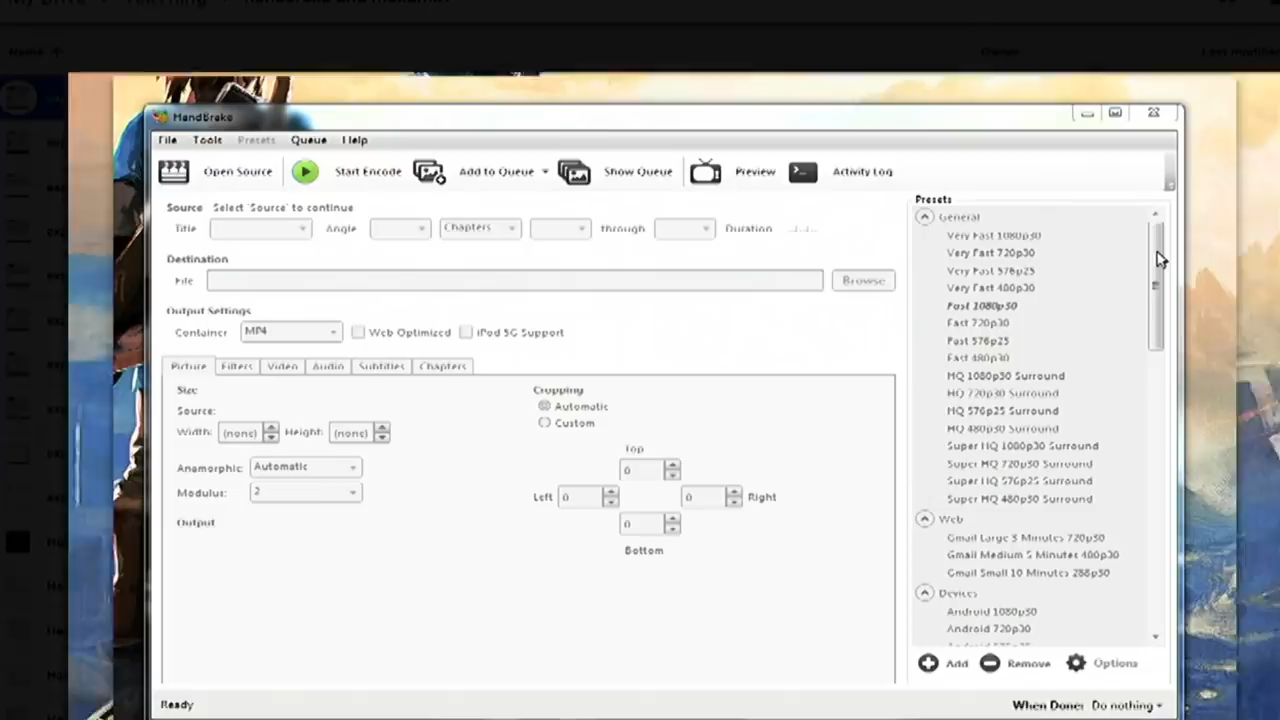 HandBrake
File Tools Presets Queue Help
Open Source Start Encode Add to Queue Show Queue Preview Activity Log
Source Select 'Source' to continue
Title Angle Chapters through Duration --:--:--
Destination
File Browse
Output Settings
Container MP4 Web Optimized iPod 5G Support
Picture Filters Video Audio Subtitles Chapters
Size
Source:
Width: (none) Height: (none)
Anamorphic: Automatic
Modulus: 2
Output
Cropping
Automatic
Custom
Top
0
Left 0 0 Right
0
Bottom
Presets
General
Very Fast 1080p30
Very Fast 720p30
Very Fast 576p25
Very Fast 480p30
Fast 1080p30
Fast 720p30
Fast 576p25
Fast 480p30
HQ 1080p30 Surround
HQ 720p30 Surround
HQ 576p25 Surround
HQ 480p30 Surround
Super HQ 1080p30 Surround
Super HQ 720p30 Surround
Super HQ 576p25 Surround
Super HQ 480p30 Surround
Web
Gmail Large 3 Minutes 720p30
Gmail Medium 5 Minutes 480p30
Gmail Small 10 Minutes 288p30
Devices
Android 1080p30
Android 720p30
Add Remove Options
Ready When Done: Do nothing